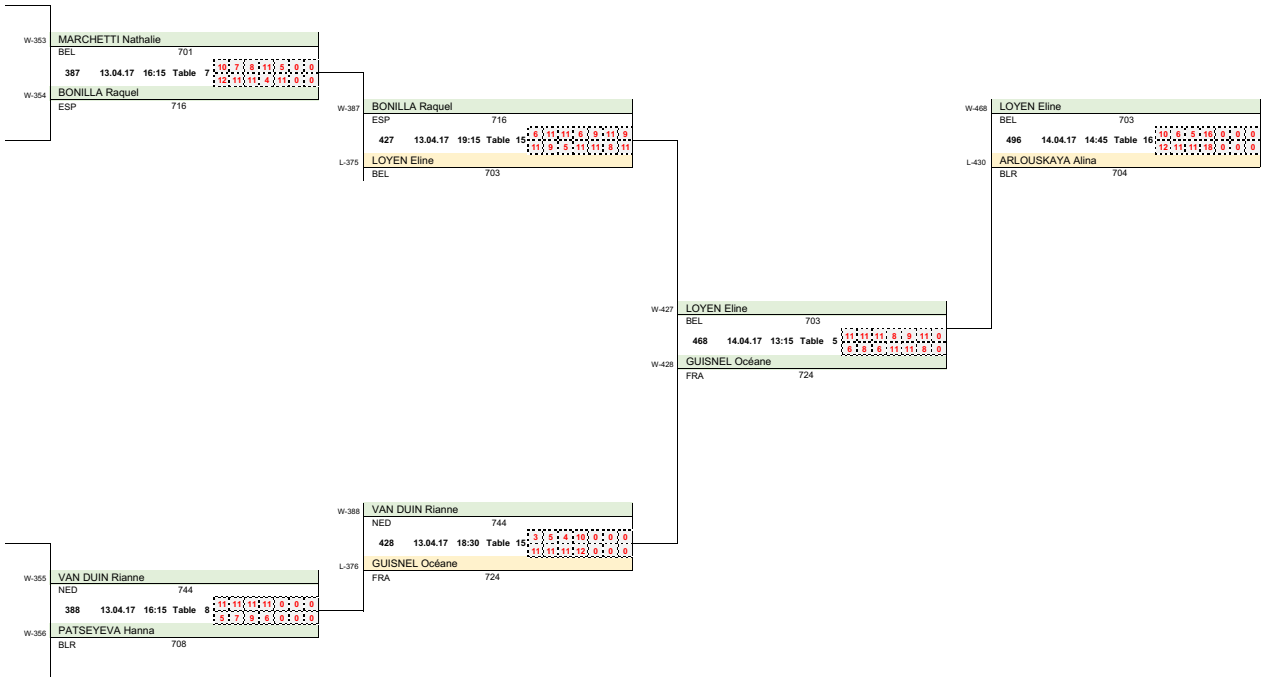 W-353 MARCHETTI Nathalie
BEL 701
387 13.04.17 16:15 Table 7 10 7 8 11 5 0 0
12 11 11 4 11 0 0
W-354 BONILLA Raquel
ESP 716
W-387 BONILLA Raquel
ESP 716
427 13.04.17 19:15 Table 15 6 11 11 6 9 11 9
11 9 5 11 11 8 11
L-375 LOYEN Eline
BEL 703
W-468 LOYEN Eline
BEL 703
496 14.04.17 14:45 Table 16 10 6 5 16 0 0 0
12 11 11 18 0 0 0
L-430 ARLOUSKAYA Alina
BLR 704
W-427 LOYEN Eline
BEL 703
468 14.04.17 13:15 Table 5 11 11 11 8 9 11 0
6 8 6 11 11 8 0
W-428 GUISNEL Océane
FRA 724
W-388 VAN DUIN Rianne
NED 744
428 13.04.17 18:30 Table 15 3 5 4 10 0 0 0
11 11 11 12 0 0 0
L-376 GUISNEL Océane
FRA 724
W-355 VAN DUIN Rianne
NED 744
388 13.04.17 16:15 Table 8 11 11 11 11 0 0 0
5 7 9 6 0 0 0
W-356 PATSEYEVA Hanna
BLR 708